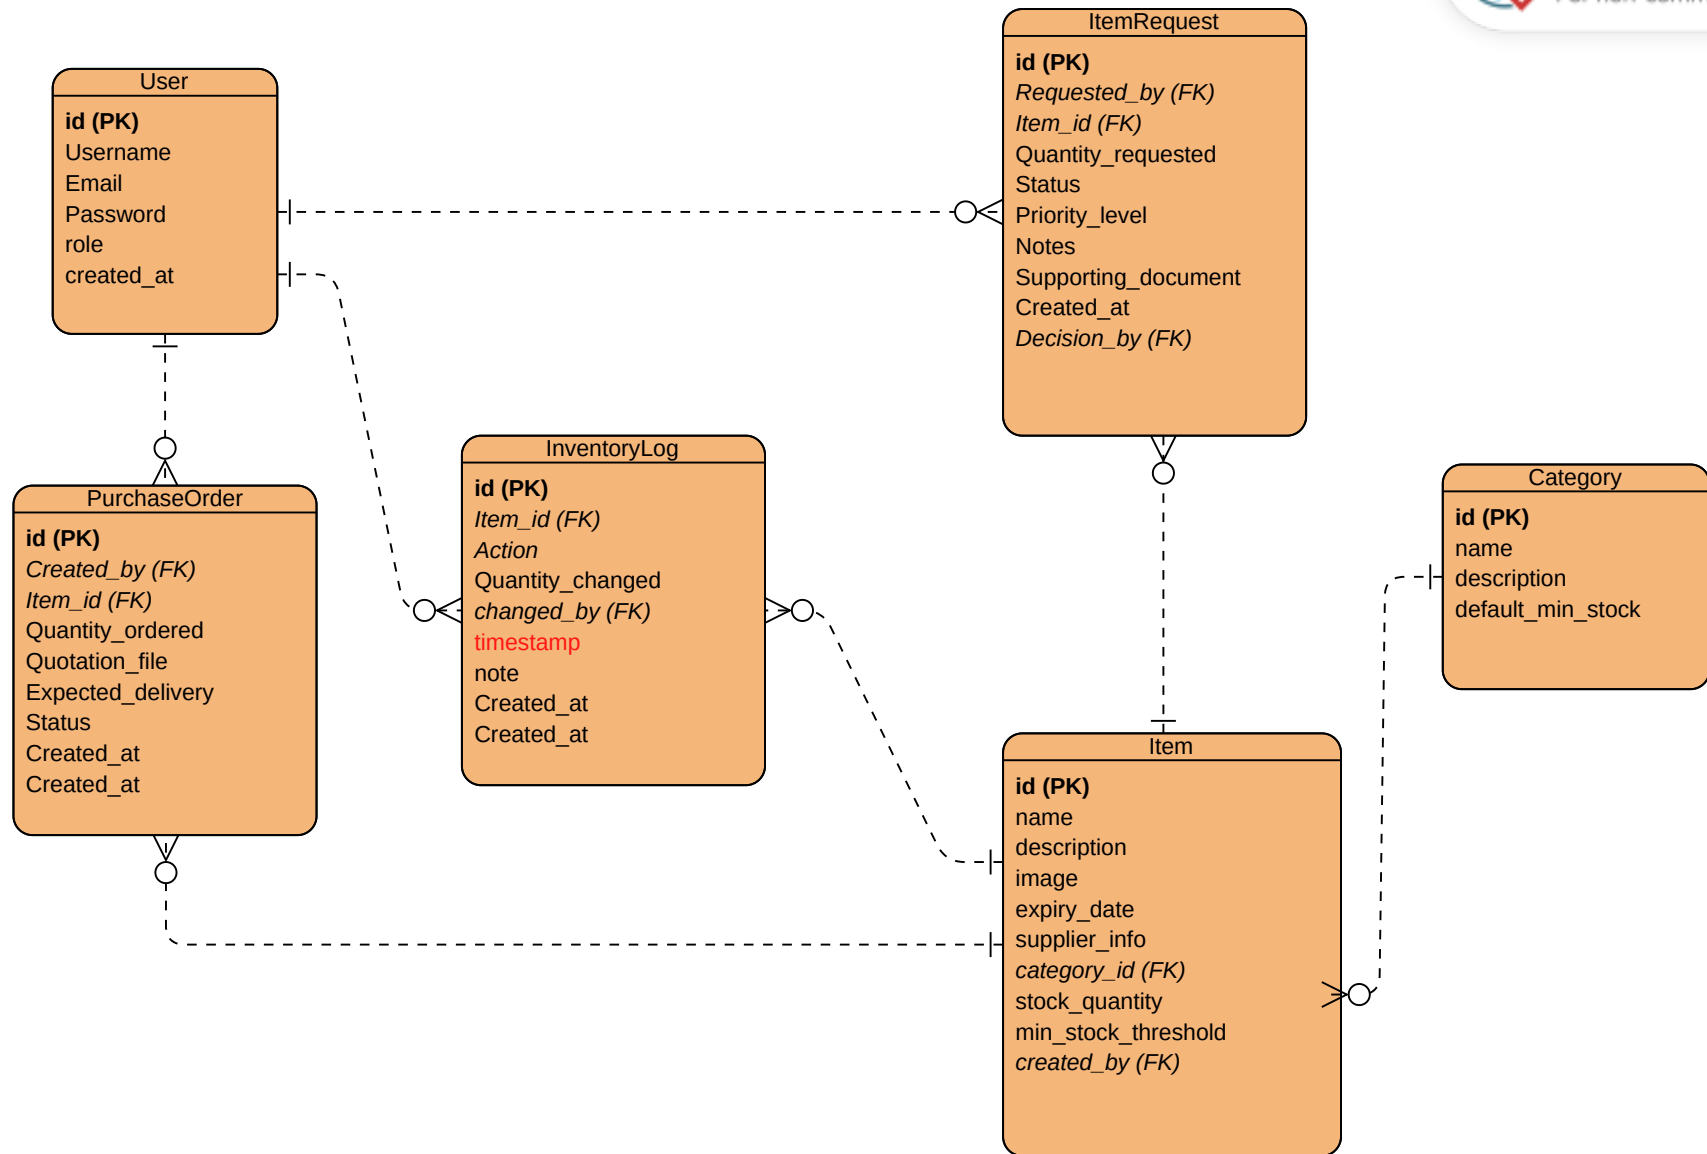 User
id (PK)
Username
Email
Password
role
created_at
ItemRequest
id (PK)
Requested_by (FK)
Item_id (FK)
Quantity_requested
Status
Priority_level
Notes
Supporting_document
Created_at
Decision_by (FK)
PurchaseOrder
id (PK)
Created_by (FK)
Item_id (FK)
Quantity_ordered
Quotation_file
Expected_delivery
Status
Created_at
Created_at
InventoryLog
id (PK)
Item_id (FK)
Action
Quantity_changed
changed_by (FK)
timestamp
note
Created_at
Created_at
Category
id (PK)
name
description
default_min_stock
Item
id (PK)
name
description
image
expiry_date
supplier_info
category_id (FK)
stock_quantity
min_stock_threshold
created_by (FK)